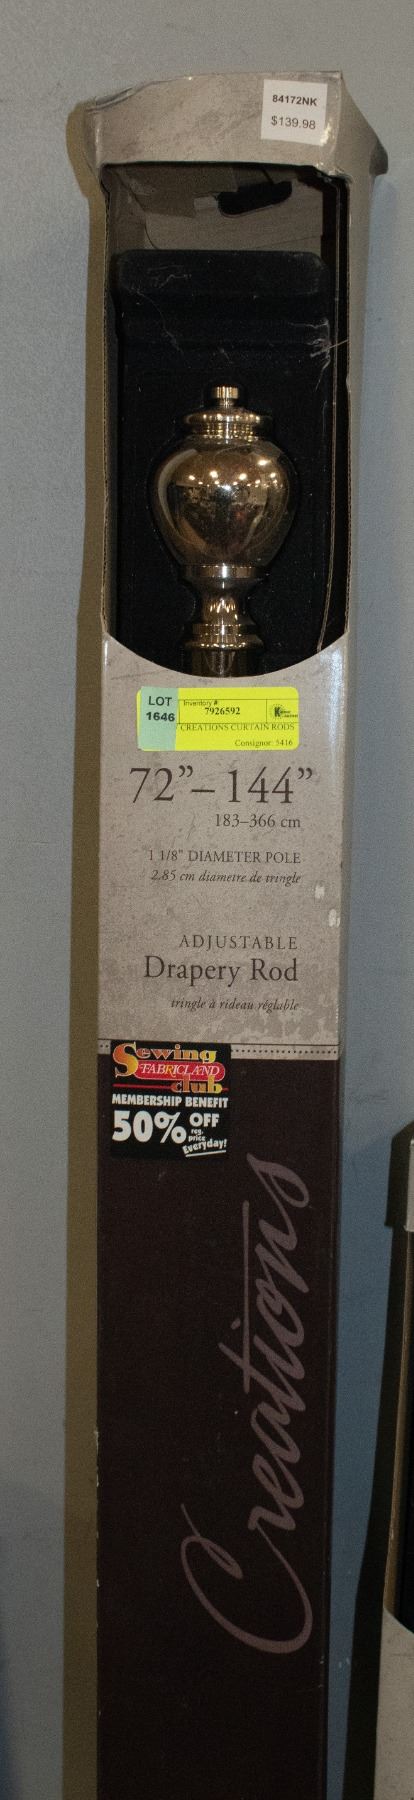 84172NK
$139.98
LOT
1646
Inventory #:
7926592
CREATIONS CURTAIN RODS
Consignor: 5416
72”–144”
183–366 cm
1 1/8” DIAMETER POLE
2.85 cm diametre de tringle
ADJUSTABLE
Drapery Rod
tringle à rideau réglable
Sewing
FABRICLAND
club
MEMBERSHIP BENEFIT
50% OFF
reg.
price
Everyday!
Creations